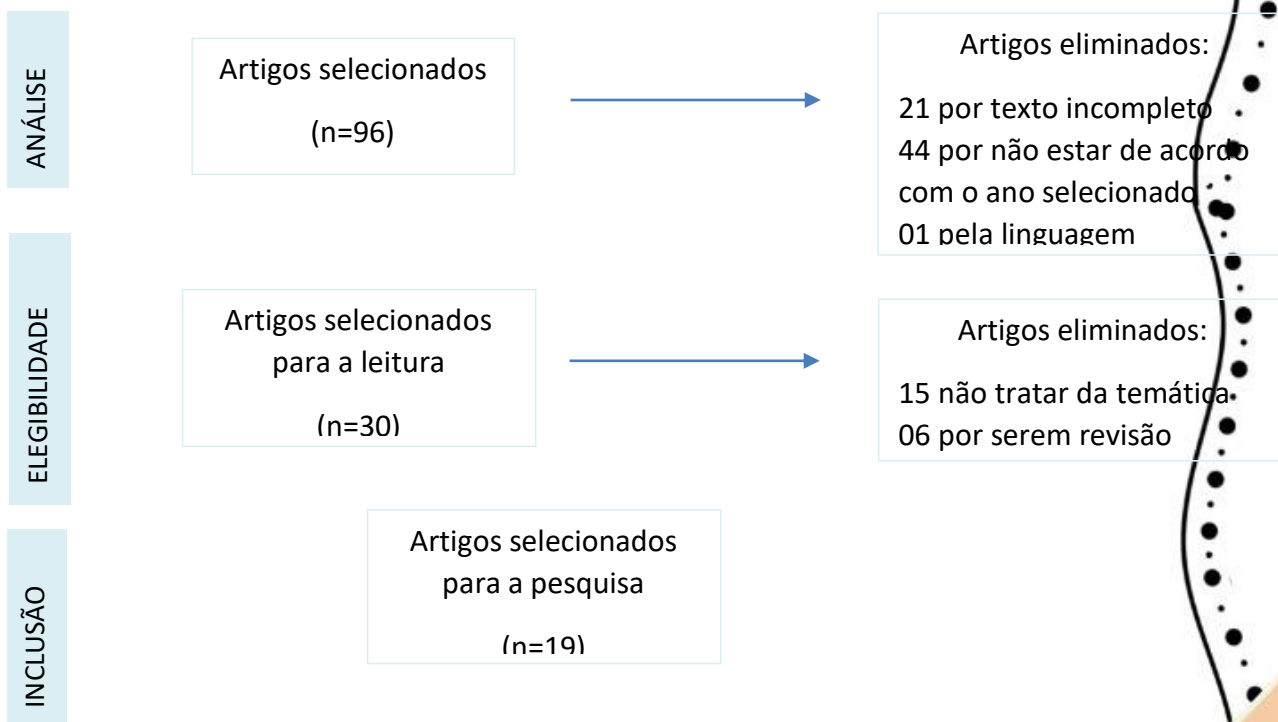 ANÁLISE
Artigos selecionados
(n=96)
Artigos eliminados:
21 por texto incompleto
44 por não estar de acordo
com o ano selecionado
01 pela linguagem
ELEGIBILIDADE
Artigos selecionados
para a leitura
(n=30)
Artigos eliminados:
15 não tratar da temática
06 por serem revisão
INCLUSÃO
Artigos selecionados
para a pesquisa
(n=19)